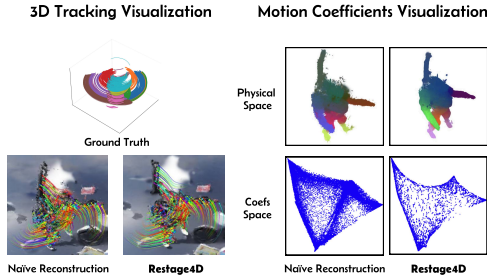 3D Tracking Visualization
Ground Truth
Naïve Reconstruction
Restage4D
Motion Coefficients Visualization
Physical
Space
Coefs
Space
Naïve Reconstruction
Restage4D